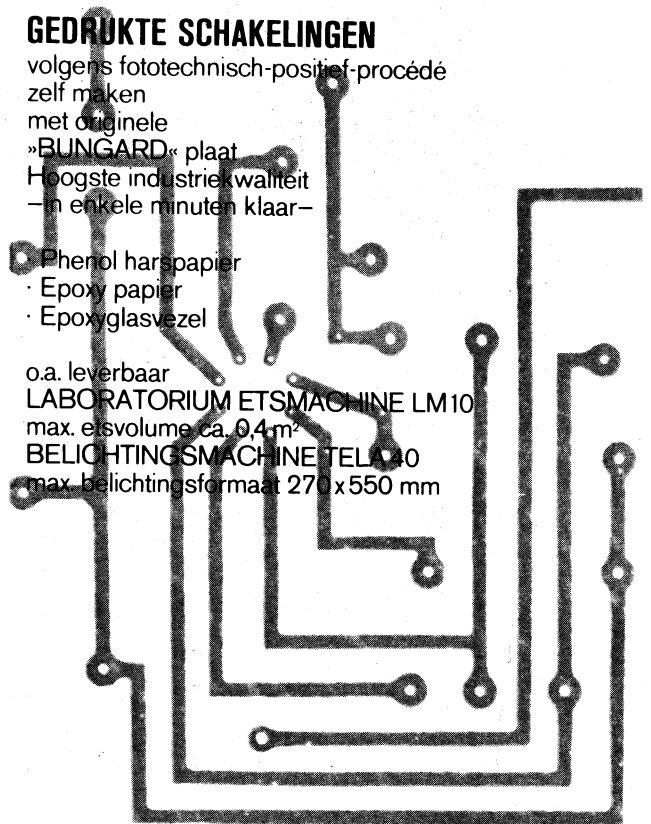 GEDRUKTE SCHAKELINGEN
volgens fototechnisch-positief-procédé
zelf maken
met originele
»BUNGARD« plaat
Hoogste industriekwaliteit
–in enkele minuten klaar–
· Phenol harspapier
· Epoxy papier
· Epoxyglasvezel
o.a. leverbaar
LABORATORIUM ETSMACHINE LM10
max. etsvolume ca. 0,4 m²
BELICHTINGSMACHINE TELA 40
max. belichtingsformaat 270 x 550 mm